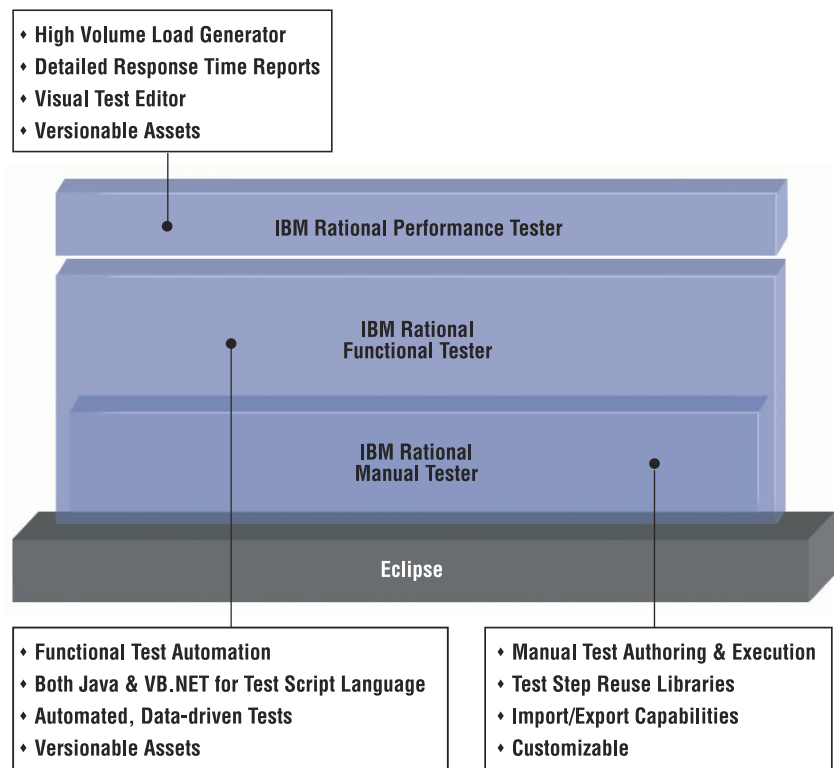 ♦ High Volume Load Generator
♦ Detailed Response Time Reports
♦ Visual Test Editor
♦ Versionable Assets
IBM Rational Performance Tester
IBM Rational
Functional Tester
IBM Rational
Manual Tester
Eclipse
♦ Functional Test Automation
♦ Both Java & VB.NET for Test Script Language
♦ Automated, Data-driven Tests
♦ Versionable Assets
♦ Manual Test Authoring & Execution
♦ Test Step Reuse Libraries
♦ Import/Export Capabilities
♦ Customizable